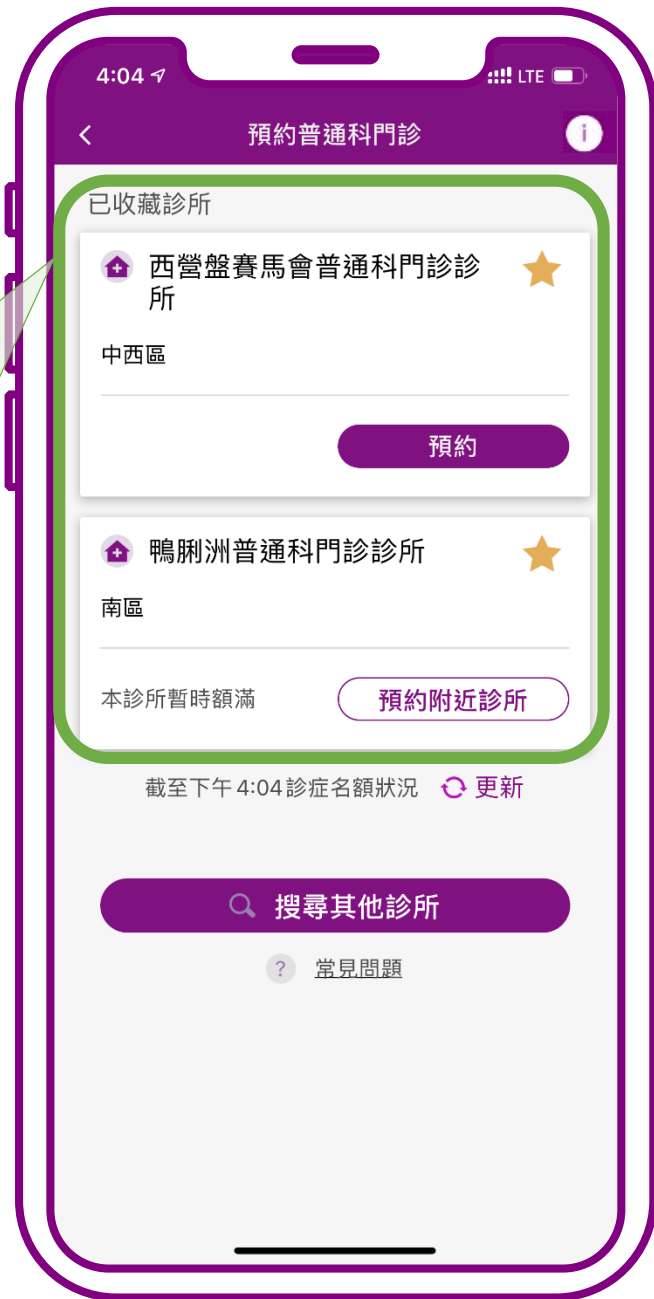 4:04
LTE
預約普通科門診
i
已收藏診所
西營盤賽馬會普通科門診診
所
中西區
預約
鴨脷洲普通科門診診所
南區
本診所暫時額滿
預約附近診所
截至下午4:04診症名額狀況
更新
搜尋其他診所
?
常見問題